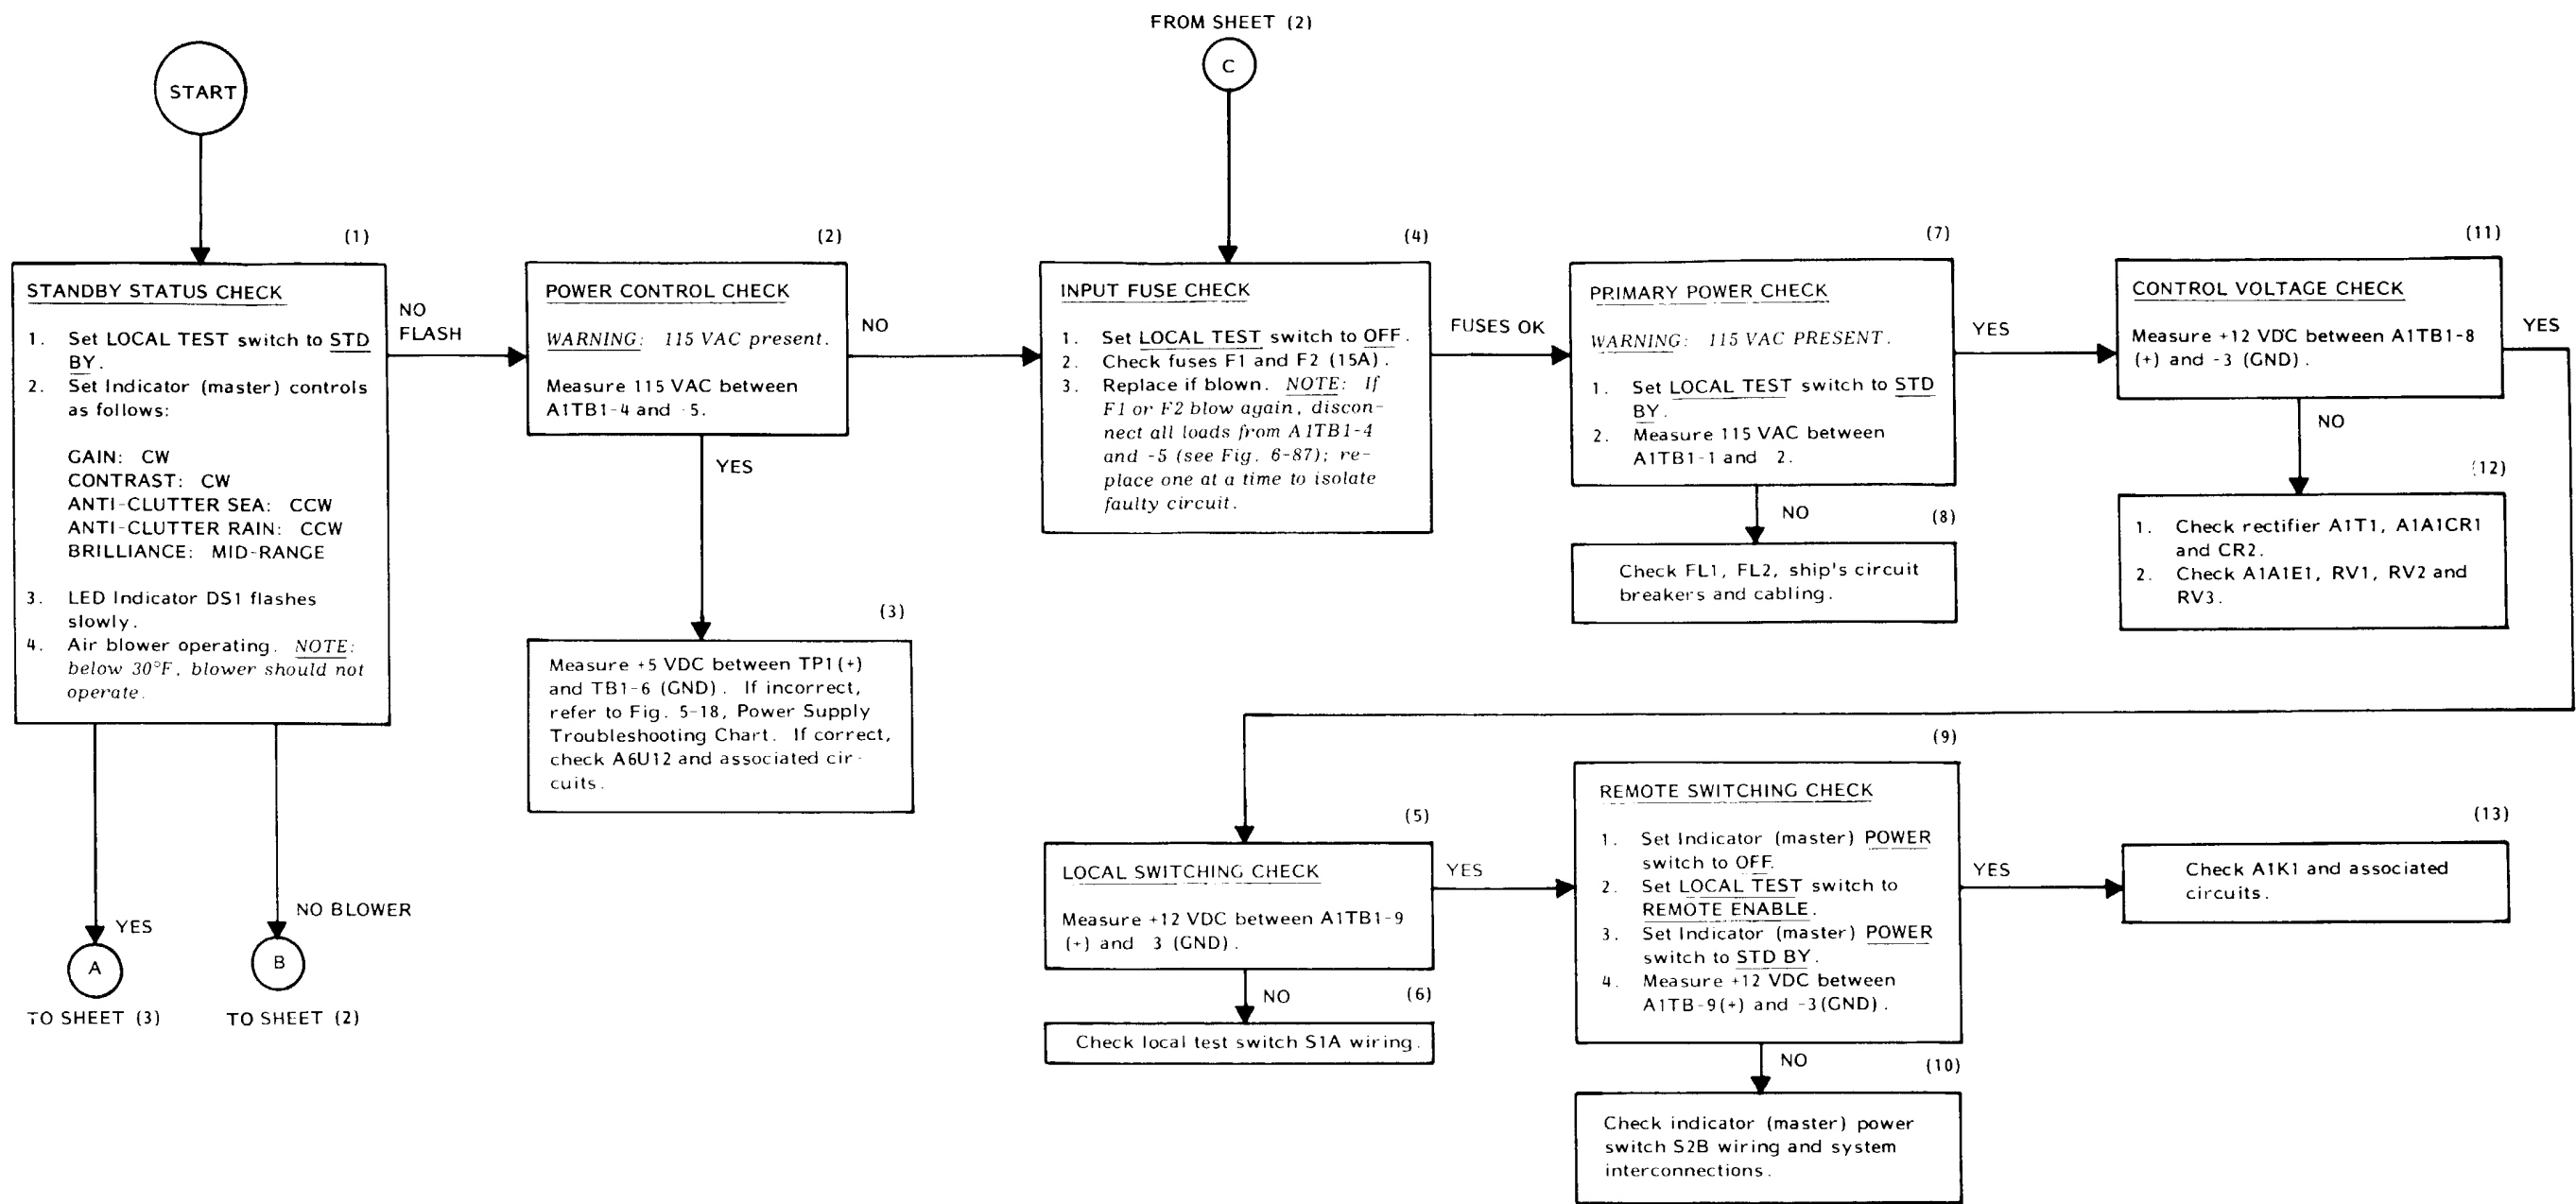 FROM SHEET (2)
C
START
(1)
STANDBY STATUS CHECK
1. Set LOCAL TEST switch to STD
BY.
2. Set Indicator (master) controls
as follows:
GAIN: CW
CONTRAST: CW
ANTI-CLUTTER SEA: CCW
ANTI-CLUTTER RAIN: CCW
BRILLIANCE: MID-RANGE
3. LED Indicator DS1 flashes
slowly.
4. Air blower operating. NOTE:
below 30°F, blower should not
operate.
NO
FLASH
YES
A
TO SHEET (3)
NO BLOWER
B
TO SHEET (2)
(2)
POWER CONTROL CHECK
WARNING: 115 VAC present.
Measure 115 VAC between
A1TB1-4 and -5.
NO
YES
(3)
Measure +5 VDC between TP1 (+)
and TB1-6 (GND). If incorrect,
refer to Fig. 5-18, Power Supply
Troubleshooting Chart. If correct,
check A6U12 and associated cir-
cuits.
(4)
INPUT FUSE CHECK
1. Set LOCAL TEST switch to OFF.
2. Check fuses F1 and F2 (15A).
3. Replace if blown. NOTE: If
F1 or F2 blow again, discon-
nect all loads from A1TB1-4
and -5 (see Fig. 6-87); re-
place one at a time to isolate
faulty circuit.
FUSES OK
(7)
PRIMARY POWER CHECK
WARNING: 115 VAC PRESENT.
1. Set LOCAL TEST switch to STD
BY.
2. Measure 115 VAC between
A1TB1-1 and 2.
YES
NO
(8)
Check FL1, FL2, ship's circuit
breakers and cabling.
(11)
CONTROL VOLTAGE CHECK
Measure +12 VDC between A1TB1-8
(+) and -3 (GND).
YES
NO
(12)
1. Check rectifier A1T1, A1A1CR1
and CR2.
2. Check A1A1E1, RV1, RV2 and
RV3.
(5)
LOCAL SWITCHING CHECK
Measure +12 VDC between A1TB1-9
(+) and 3 (GND).
YES
NO
(6)
Check local test switch S1A wiring.
(9)
REMOTE SWITCHING CHECK
1. Set Indicator (master) POWER
switch to OFF.
2. Set LOCAL TEST switch to
REMOTE ENABLE.
3. Set Indicator (master) POWER
switch to STD BY.
4. Measure +12 VDC between
A1TB-9(+) and -3(GND).
YES
NO
(10)
Check indicator (master) power
switch S2B wiring and system
interconnections.
(13)
Check A1K1 and associated
circuits.